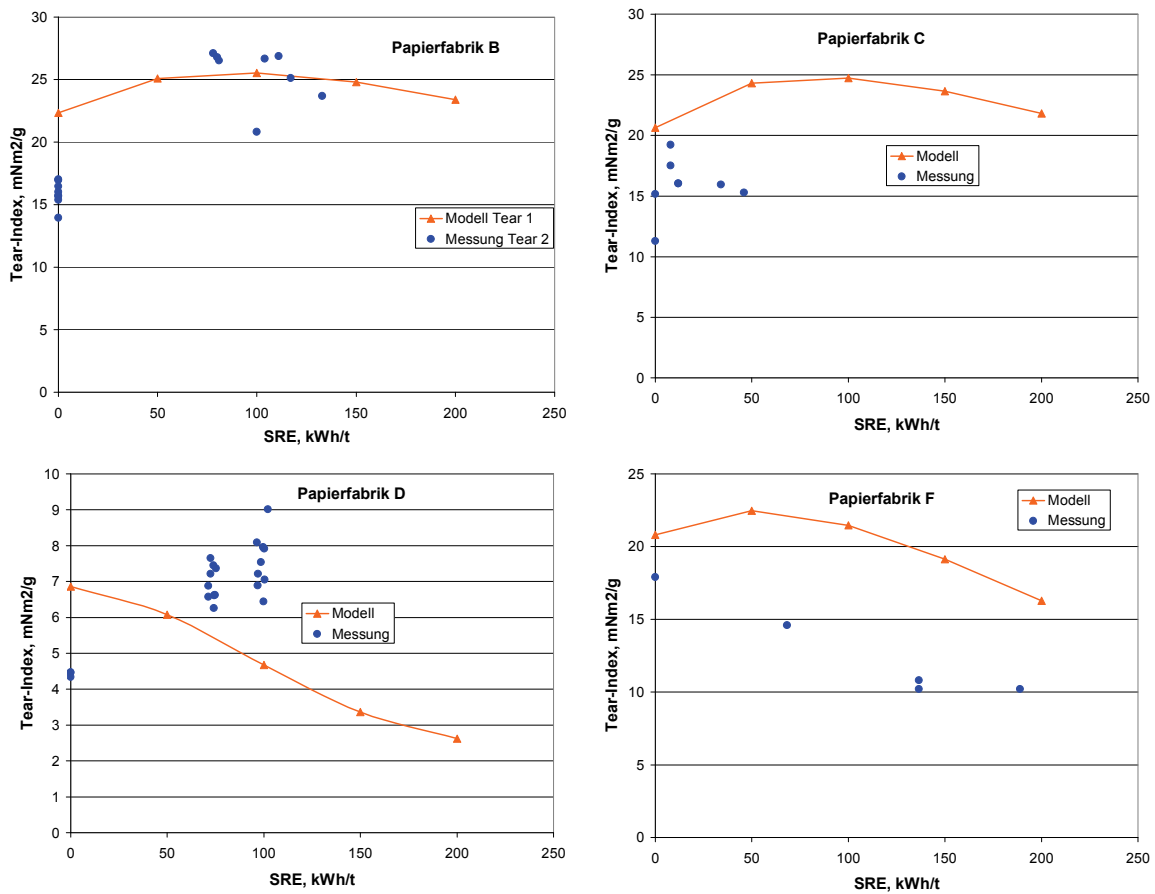 Papierfabrik B
Tear-Index, mNm2/g
30
25
20
15
10
5
0
Modell Tear 1
Messung Tear 2
0 50 100 150 200 250
SRE, kWh/t
Papierfabrik C
Tear-Index, mNm2/g
30
25
20
15
10
5
0
Modell
Messung
0 50 100 150 200 250
SRE, kWh/t
Papierfabrik D
Tear-Index, mNm2/g
10
9
8
7
6
5
4
3
2
1
0
Modell
Messung
0 50 100 150 200 250
SRE, kWh/t
Papierfabrik F
Tear-Index, mNm2/g
25
20
15
10
5
0
Modell
Messung
0 50 100 150 200 250
SRE, kWh/t